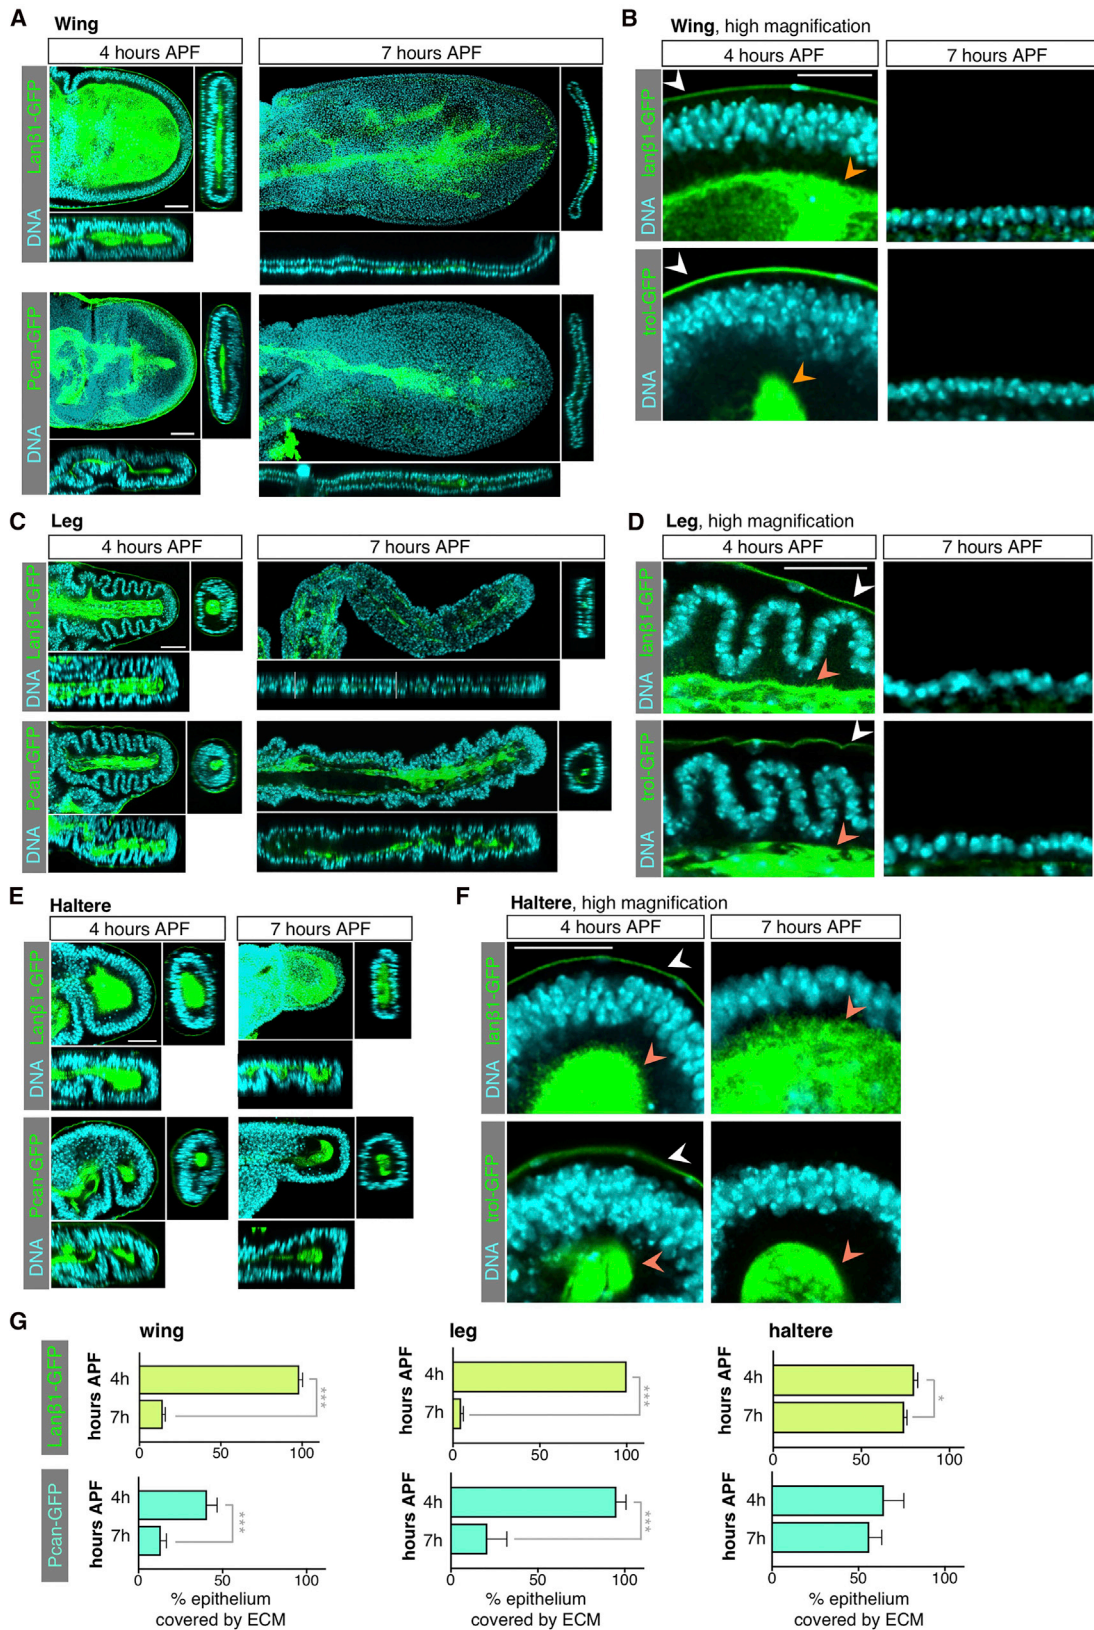 A
Wing
4 hours APF
7 hours APF
DNA Lanβ1-GFP
DNA Pcan-GFP
B
Wing, high magnification
4 hours APF
7 hours APF
DNA lanβ1-GFP
DNA trol-GFP
C
Leg
4 hours APF
7 hours APF
DNA Lanβ1-GFP
DNA Pcan-GFP
D
Leg, high magnification
4 hours APF
7 hours APF
DNA lanβ1-GFP
DNA trol-GFP
E
Haltere
4 hours APF
7 hours APF
DNA Lanβ1-GFP
DNA Pcan-GFP
F
Haltere, high magnification
4 hours APF
7 hours APF
DNA lanβ1-GFP
DNA trol-GFP
G
wing
leg
haltere
Lanβ1-GFP
hours APF
4h
7h
***
0 50 100
hours APF
4h
7h
***
0 50 100
hours APF
4h
7h
*
0 50 100
Pcan-GFP
hours APF
4h
7h
***
0 50 100
% epithelium
covered by ECM
hours APF
4h
7h
***
0 50 100
% epithelium
covered by ECM
hours APF
4h
7h
0 50 100
% epithelium
covered by ECM